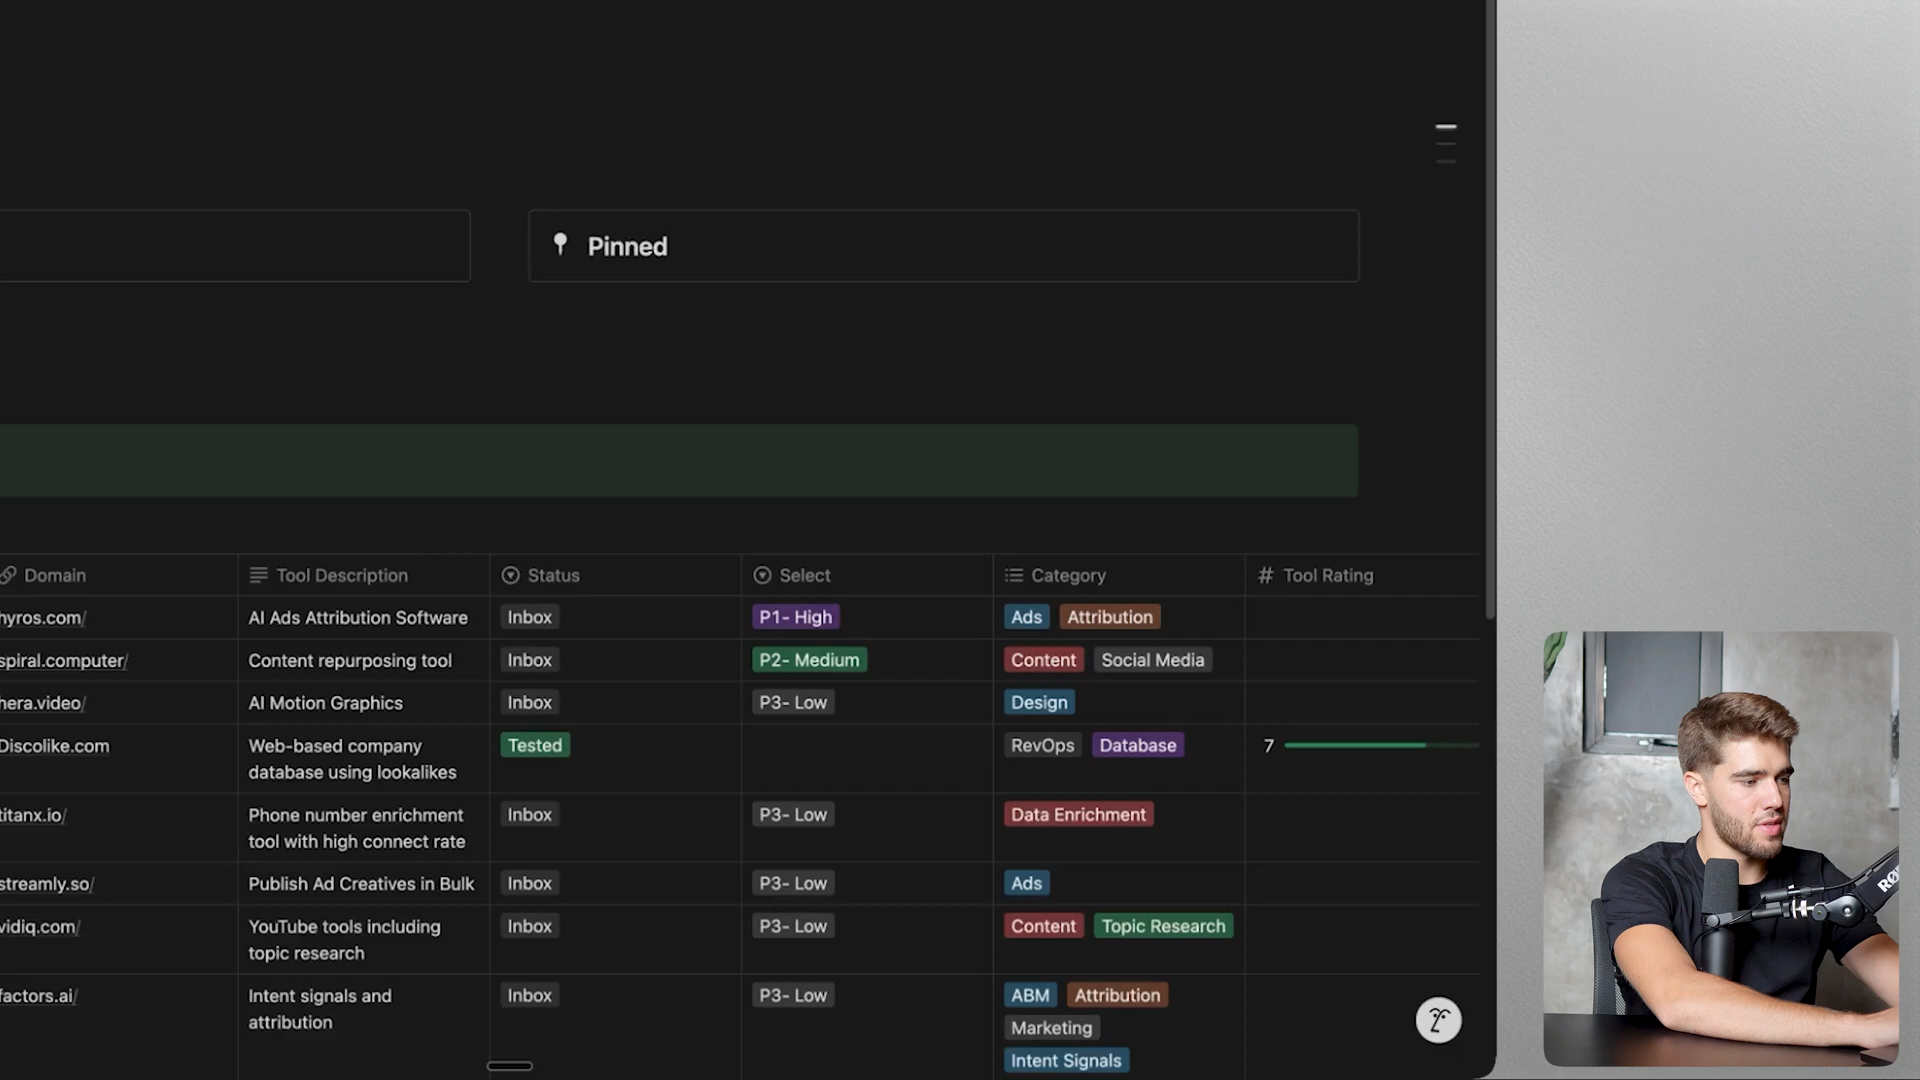 Pinned
Domain Tool Description Status Select Category # Tool Rating
hyros.com/ AI Ads Attribution Software Inbox P1- High Ads Attribution
spiral.computer/ Content repurposing tool Inbox P2- Medium Content Social Media
hera.video/ AI Motion Graphics Inbox P3- Low Design
Discolike.com Web-based company Tested RevOps Database 7
database using lookalikes
titanx.io/ Phone number enrichment Inbox P3- Low Data Enrichment
tool with high connect rate
streamly.so/ Publish Ad Creatives in Bulk Inbox P3- Low Ads
vidiq.com/ YouTube tools including Inbox P3- Low Content Topic Research
topic research
factors.ai/ Intent signals and Inbox P3- Low ABM Attribution
attribution Marketing
Intent Signals
RØDE